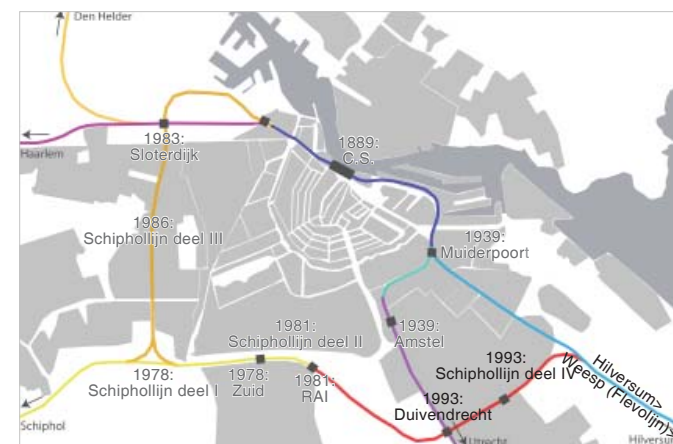 Den Helder
1983:
Sloterdijk
Haarlem
1889:
C.S.
1986:
Schiphollijn deel III
1939:
Muiderpoort
1981:
Schiphollijn deel II
1939:
Amstel
1993:
Schiphollijn deel IV
Hilversum>
Weesp (Flevolijn)>
1978:
Schiphollijn deel I
1978:
Zuid
1981:
RAI
1993:
Duivendrecht
Schiphol
Utrecht
Hilversu